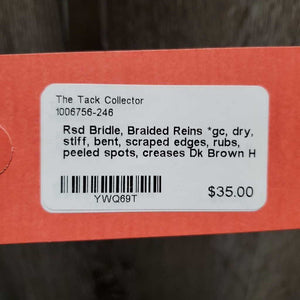 The Tack Collector
1006756-246
Rsd Bridle, Braided Reins *gc, dry,
stiff, bent, scraped edges, rubs,
peeled spots, creases Dk Brown H
YWQ69T
$35.00